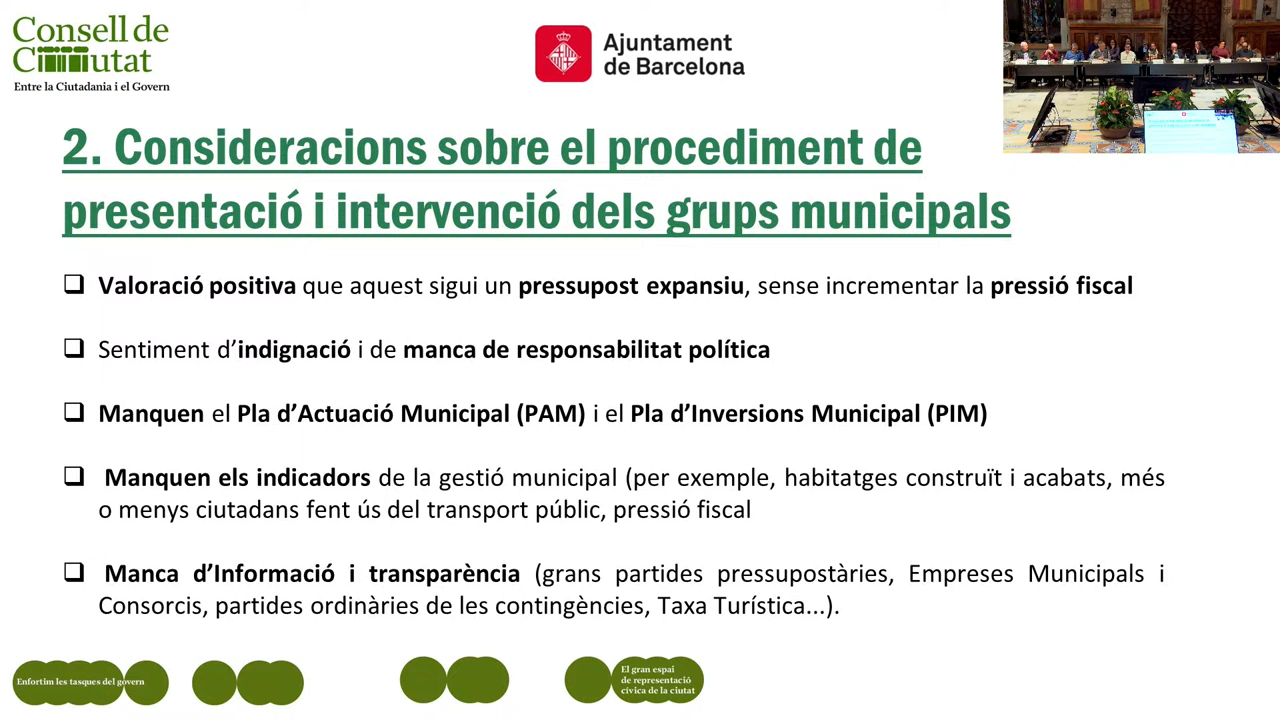 Consell de
Ciutat
Entre la Ciutadania i el Govern
Ajuntament
de Barcelona
2. Consideracions sobre el procediment de
presentació i intervenció dels grups municipals
Valoració positiva que aquest sigui un pressupost expansiu, sense incrementar la pressió fiscal
Sentiment d’indignació i de manca de responsabilitat política
Manquen el Pla d’Actuació Municipal (PAM) i el Pla d’Inversions Municipal (PIM)
Manquen els indicadors de la gestió municipal (per exemple, habitatges construït i acabats, més
o menys ciutadans fent ús del transport públic, pressió fiscal
Manca d’Informació i transparència (grans partides pressupostàries, Empreses Municipals i
Consorcis, partides ordinàries de les contingències, Taxa Turística...).
Enfortim les tasques del govern
El gran espai
de representació
cívica de la ciutat